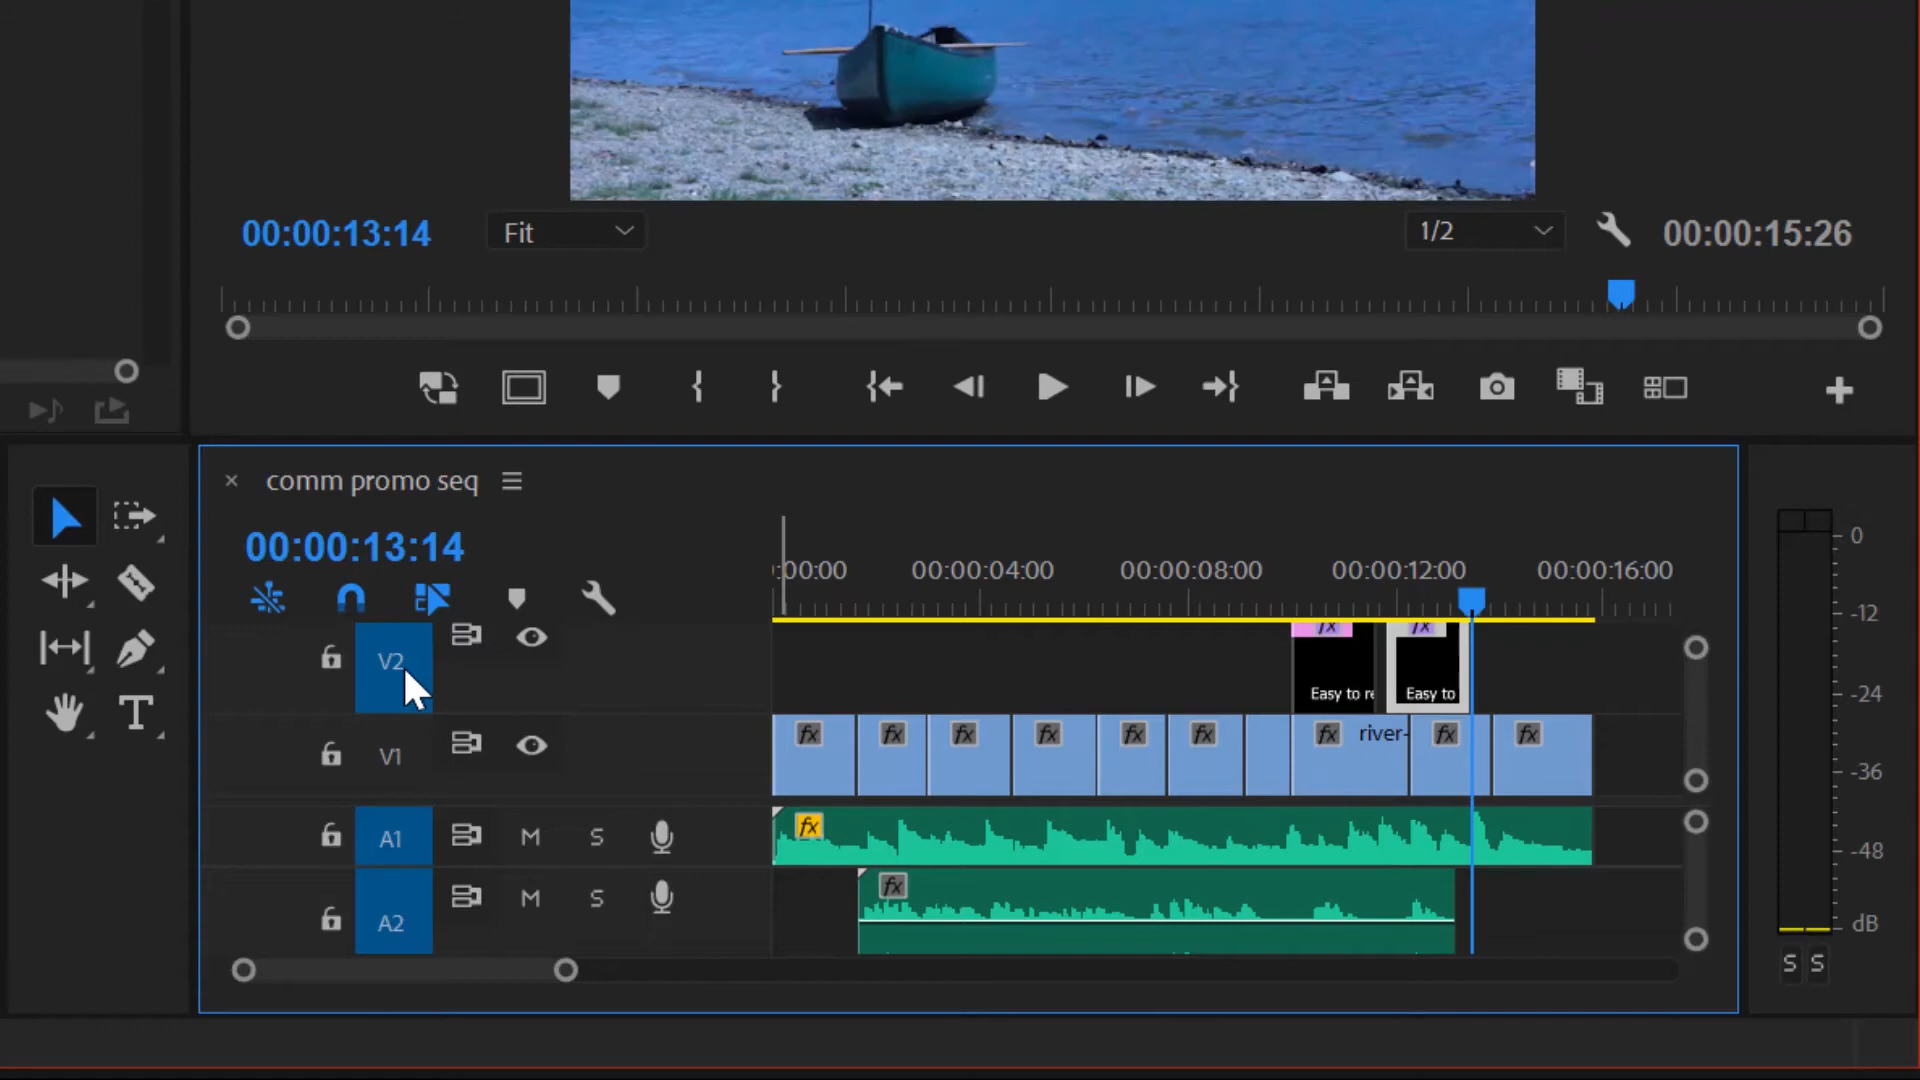 00:00:13:14 Fit 1/2 00:00:15:26
× comm promo seq
00:00:13:14
:00:00 00:00:04:00 00:00:08:00 00:00:12:00 00:00:16:00
fx fx
V2
Easy to re Easy to
V1
fx fx fx fx fx fx fx river- fx fx
A1 M S fx
A2 M S fx
0
-12
-24
-36
-48
dB
S S
T